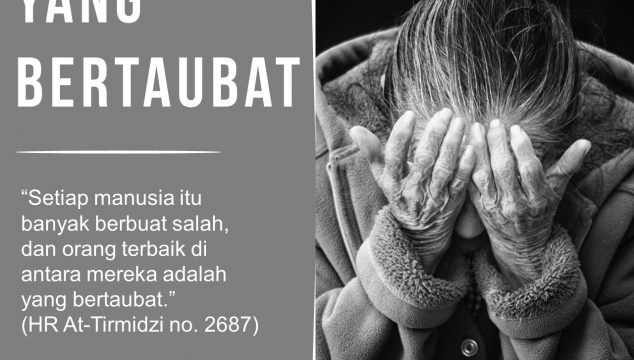 YANG
BERTAUBAT
“Setiap manusia itu
banyak berbuat salah,
dan orang terbaik di
antara mereka adalah
yang bertaubat.”
(HR At-Tirmidzi no. 2687)